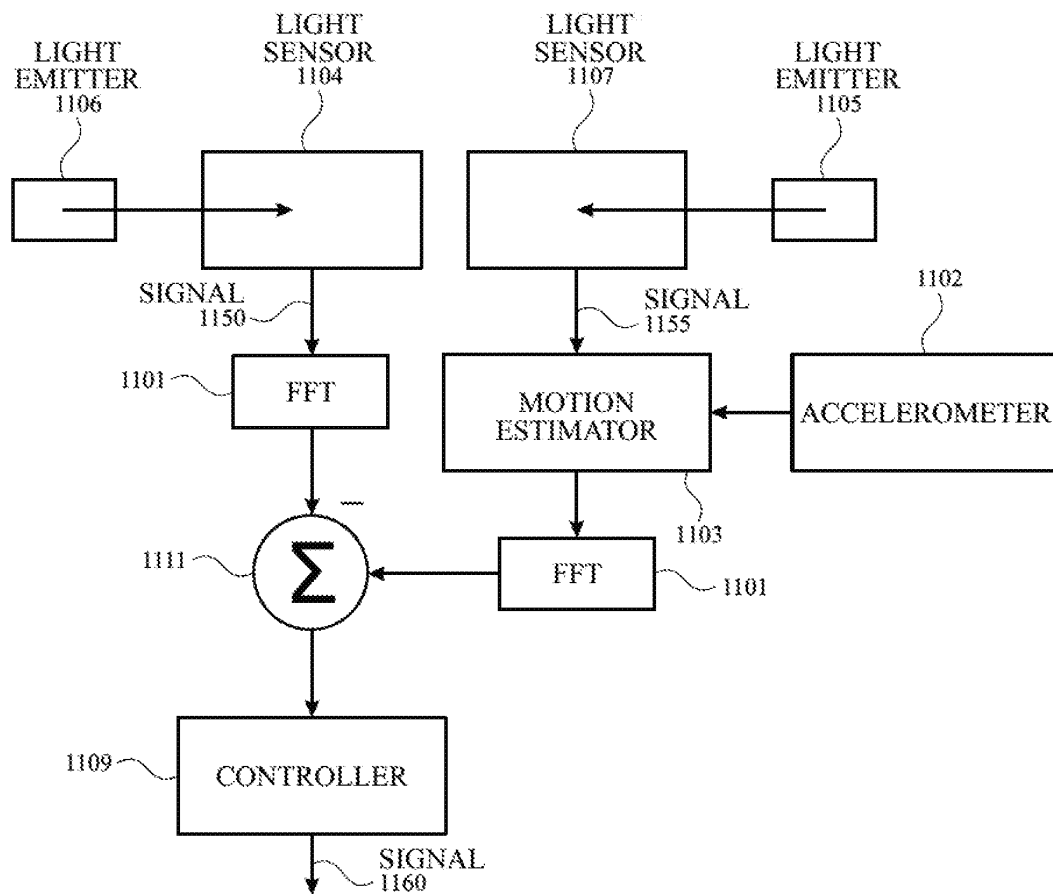 LIGHT
EMITTER
1106
LIGHT
SENSOR
1104
LIGHT
SENSOR
1107
LIGHT
EMITTER
1105
SIGNAL
1150
SIGNAL
1155
1102
1101
FFT
MOTION
ESTIMATOR
ACCELEROMETER
1103
−
1111
Σ
FFT
1101
1109
CONTROLLER
SIGNAL
1160